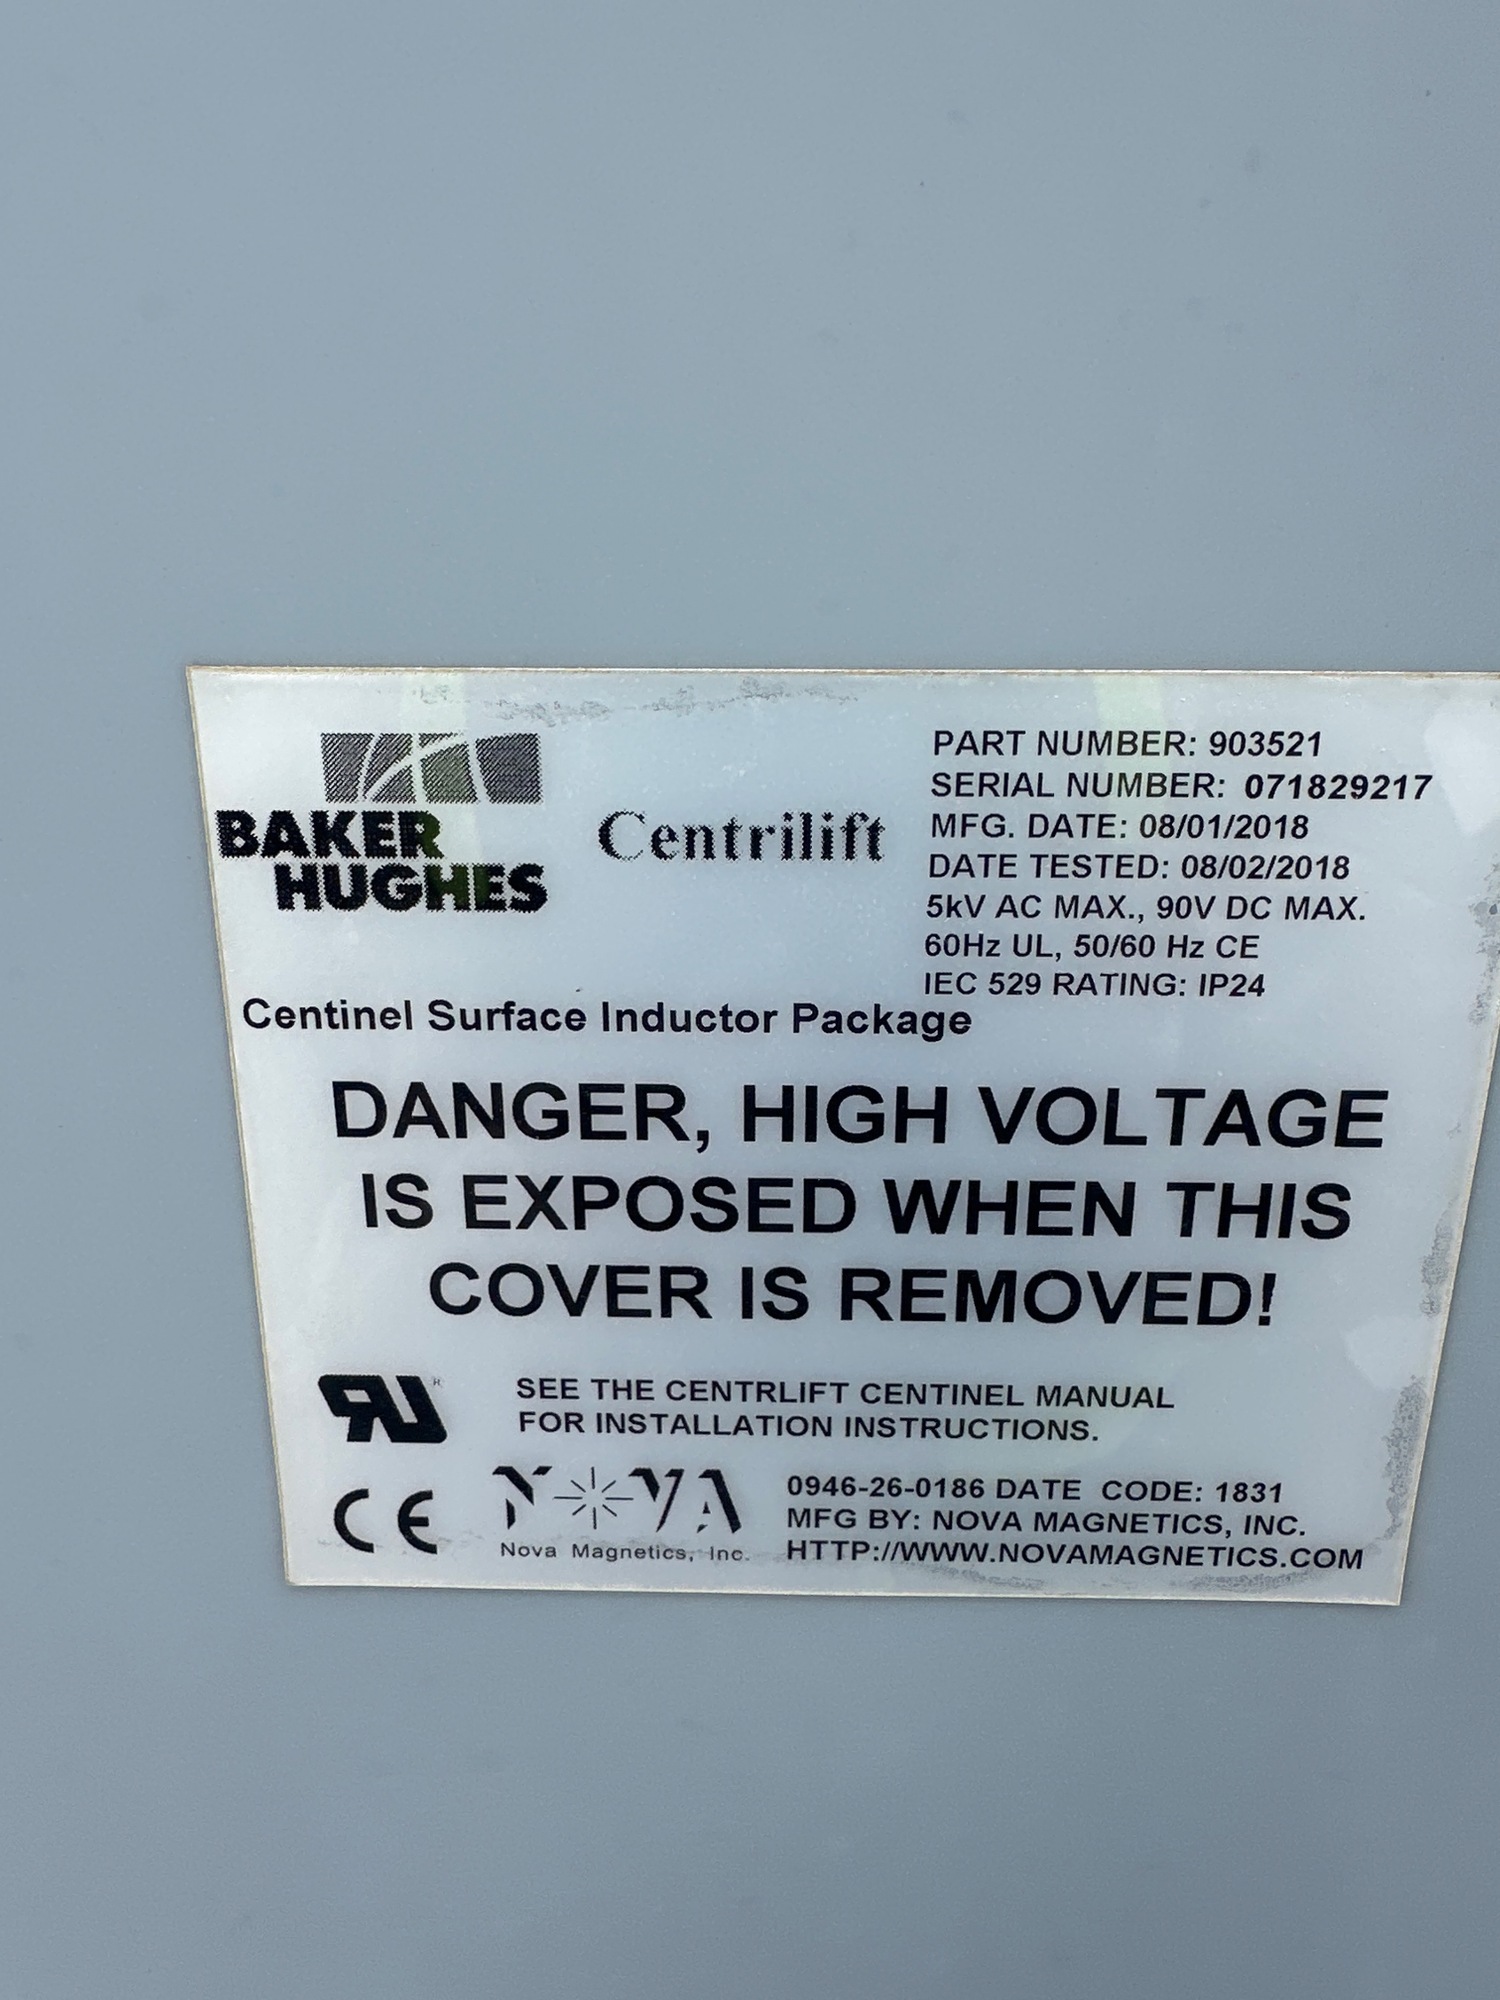 BAKER
HUGHES
Centrilift
PART NUMBER: 903521
SERIAL NUMBER: 071829217
MFG. DATE: 08/01/2018
DATE TESTED: 08/02/2018
5kV AC MAX., 90V DC MAX.
60Hz UL, 50/60 Hz CE
IEC 529 RATING: IP24
Centinel Surface Inductor Package
DANGER, HIGH VOLTAGE
IS EXPOSED WHEN THIS
COVER IS REMOVED!
RU®
SEE THE CENTRLIFT CENTINEL MANUAL
FOR INSTALLATION INSTRUCTIONS.
CE
NOVA
Nova Magnetics, Inc.
0946-26-0186 DATE CODE: 1831
MFG BY: NOVA MAGNETICS, INC.
HTTP://WWW.NOVAMAGNETICS.COM